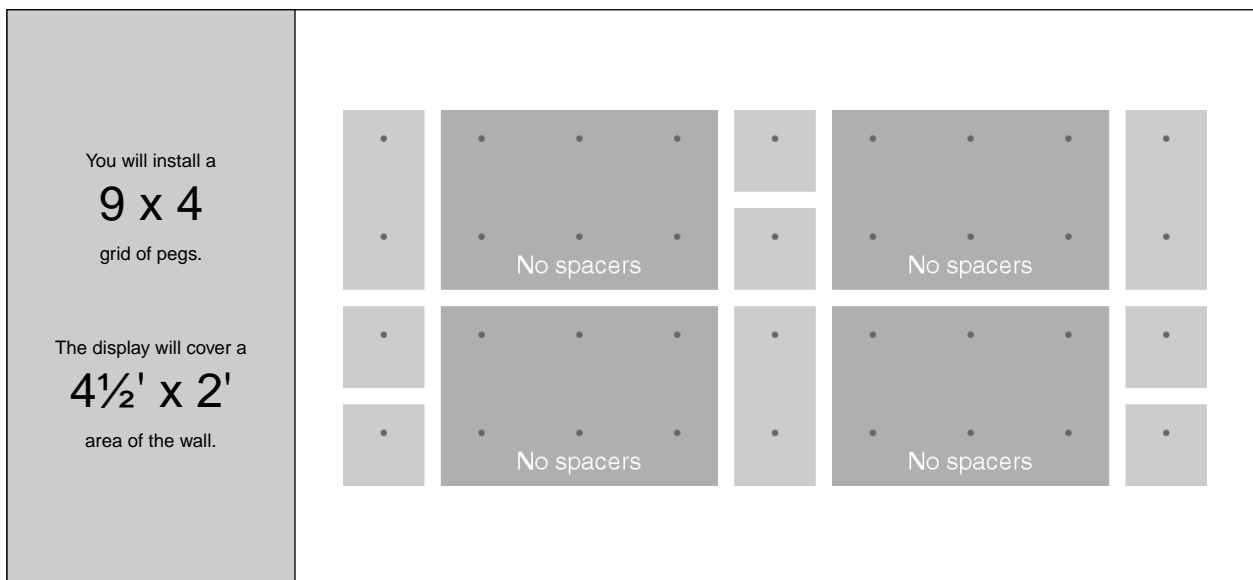 You will install a
9 x 4
grid of pegs.
The display will cover a
4½' x 2'
area of the wall.
No spacers
No spacers
No spacers
No spacers